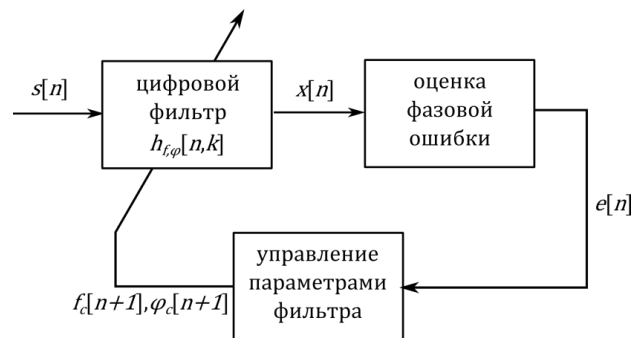 s[n]
цифровой
фильтр
h_{f,φ}[n,k]
x[n]
оценка
фазовой
ошибки
e[n]
управление
параметрами
фильтра
f_c[n+1],φ_c[n+1]